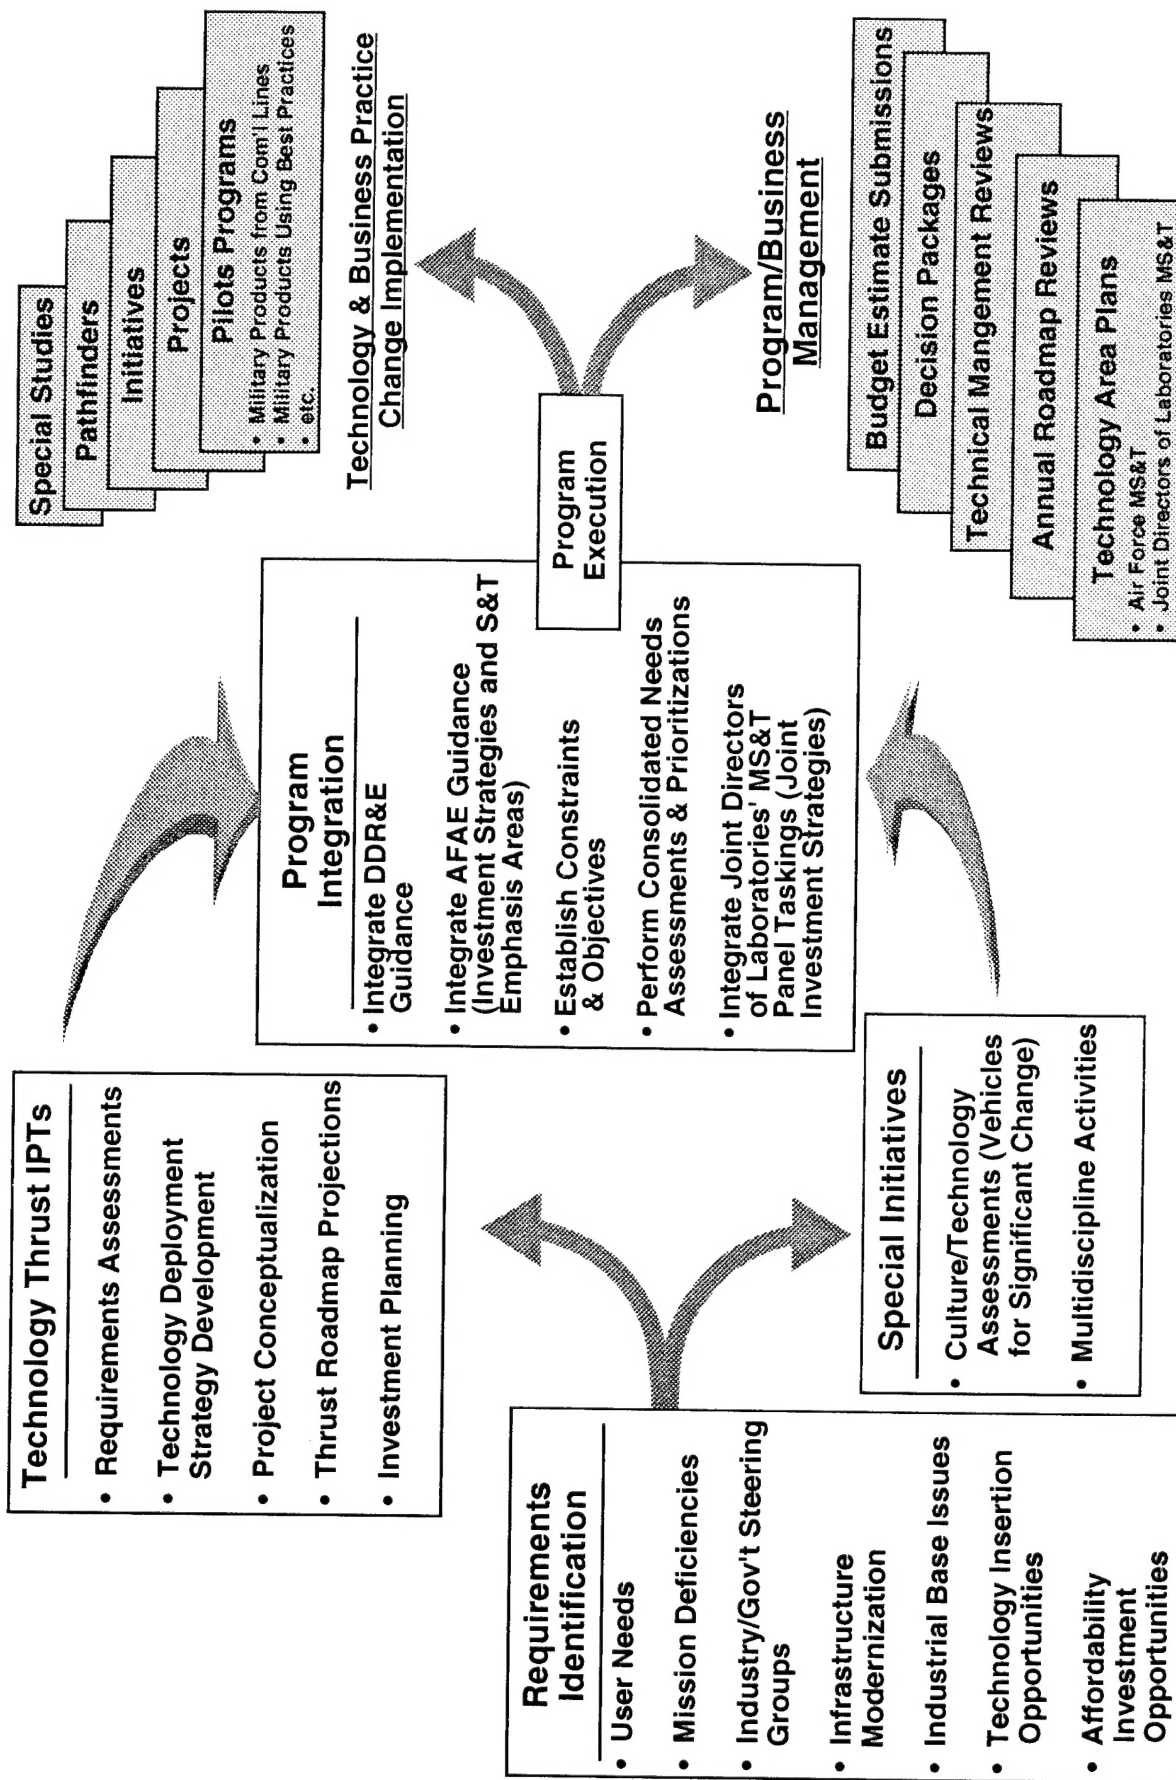 Requirements
Identification
• User Needs
• Mission Deficiencies
• Industry/Gov't Steering
Groups
• Infrastructure
Modernization
• Industrial Base Issues
• Technology Insertion
Opportunities
• Affordability
Investment
Opportunities
Technology Thrust IPTs
• Requirements Assessments
• Technology Deployment
Strategy Development
• Project Conceptualization
• Thrust Roadmap Projections
• Investment Planning
Special Initiatives
• Culture/Technology
Assessments (Vehicles
for Significant Change)
• Multidiscipline Activities
Program
Integration
• Integrate DDR&E
Guidance
• Integrate AFAE Guidance
(Investment Strategies and S&T
Emphasis Areas)
• Establish Constraints
& Objectives
• Perform Consolidated Needs
Assessments & Prioritizations
• Integrate Joint Directors
of Laboratories' MS&T
Panel Taskings (Joint
Investment Strategies)
Program
Execution
Special Studies
Pathfinders
Initiatives
Projects
Pilots Programs
• Military Products from Com'l Lines
• Military Products Using Best Practices
• etc.
Technology & Business Practice
Change Implementation
Program/Business
Management
Budget Estimate Submissions
Decision Packages
Technical Mangement Reviews
Annual Roadmap Reviews
Technology Area Plans
• Air Force MS&T
• Joint Directors of Laboratories MS&T